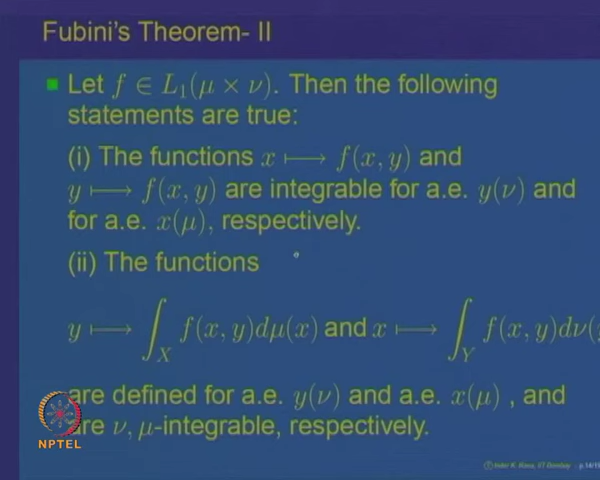 Fubini's Theorem- II
Let f ∈ L₁(μ × ν). Then the following
statements are true:
(i) The functions x ⟼ f(x, y) and
y ⟼ f(x, y) are integrable for a.e. y(ν) and
for a.e. x(μ), respectively.
(ii) The functions
y ⟼ ∫_X f(x, y)dμ(x) and x ⟼ ∫_Y f(x, y)dν(
are defined for a.e. y(ν) and a.e. x(μ) , and
are ν, μ-integrable, respectively.
NPTEL